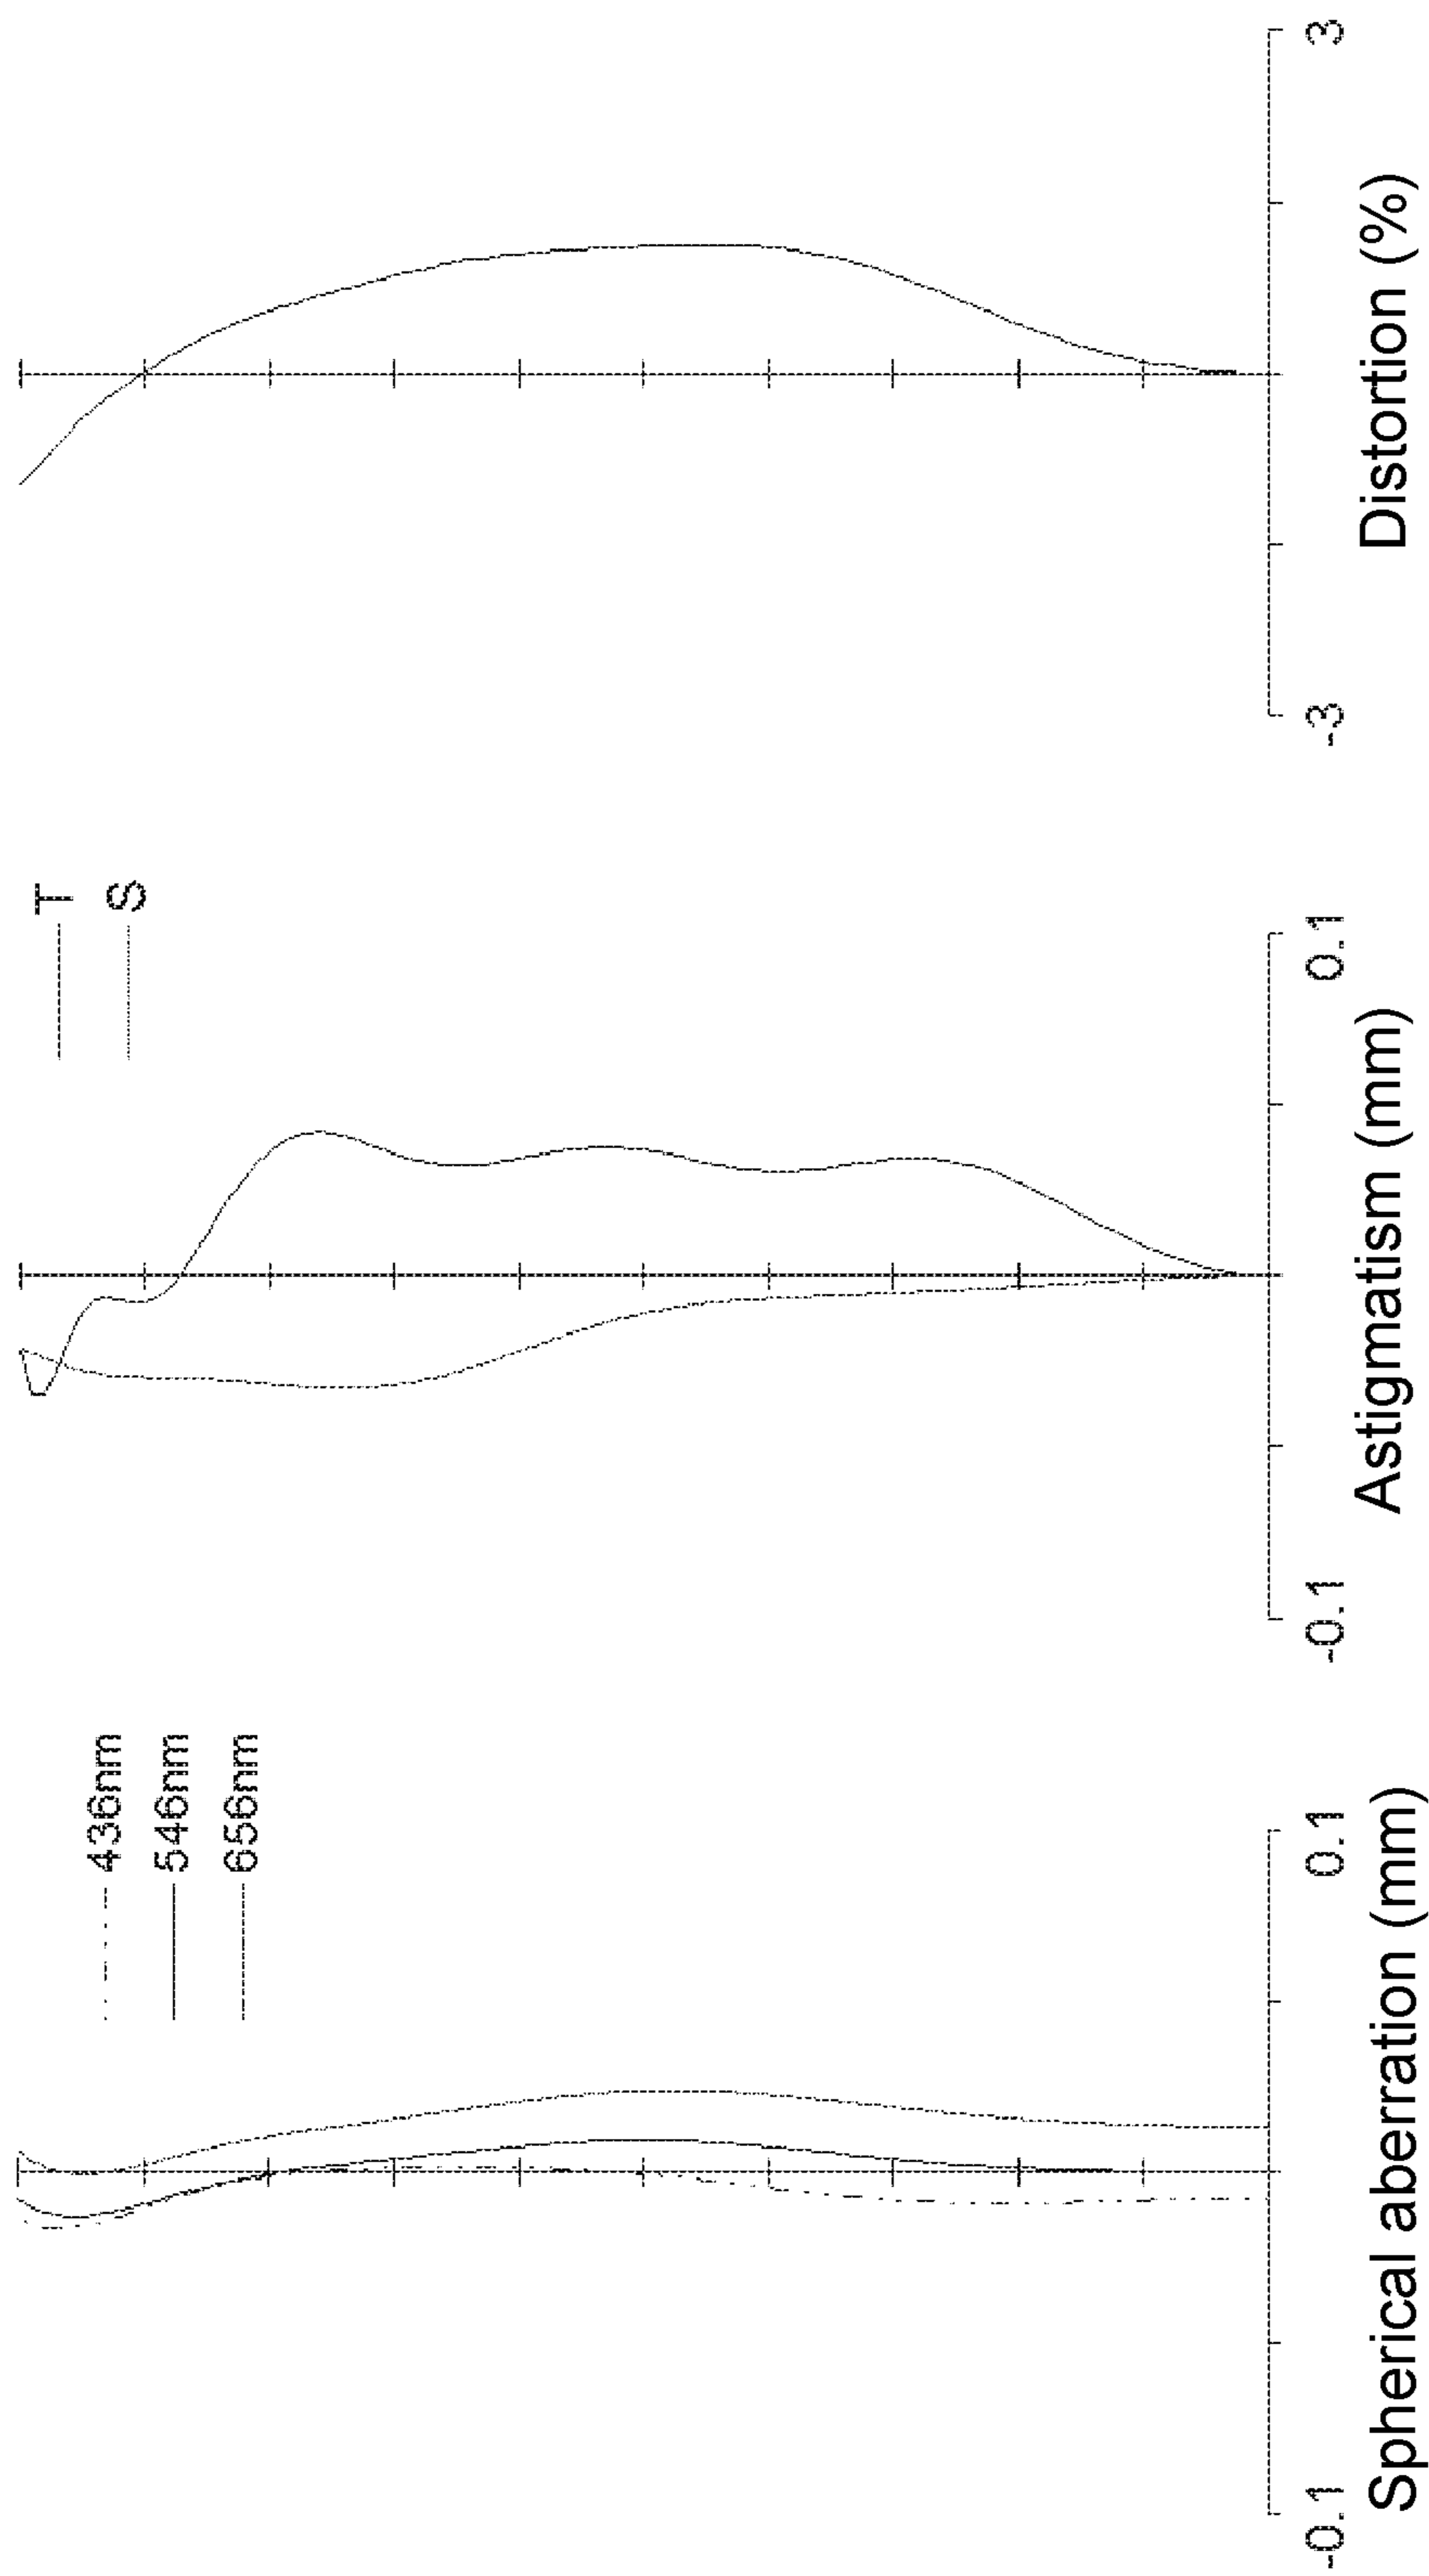 436nm
546nm
656nm
-0.1
0.1
Spherical aberration (mm)
T
S
-0.1
0.1
Astigmatism (mm)
-3
3
Distortion (%)